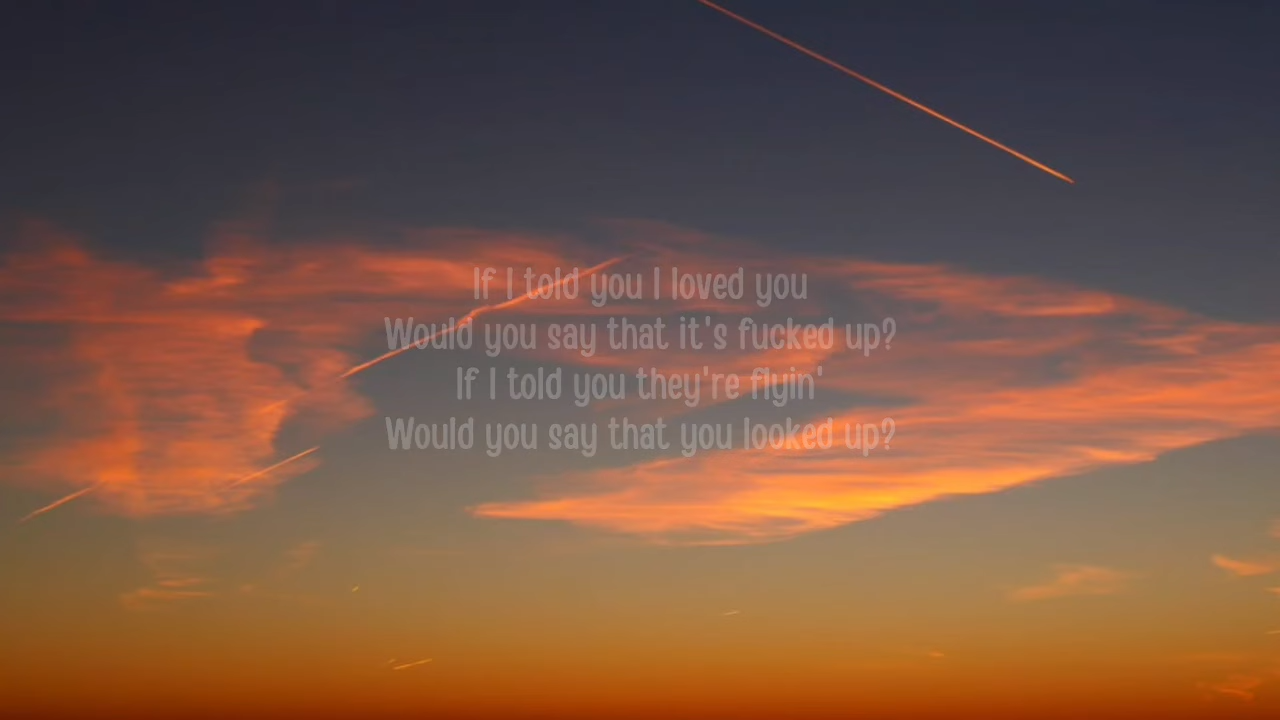 If I told you I loved you
Would you say that it's fucked up?
If I told you they're flyin'
Would you say that you looked up?